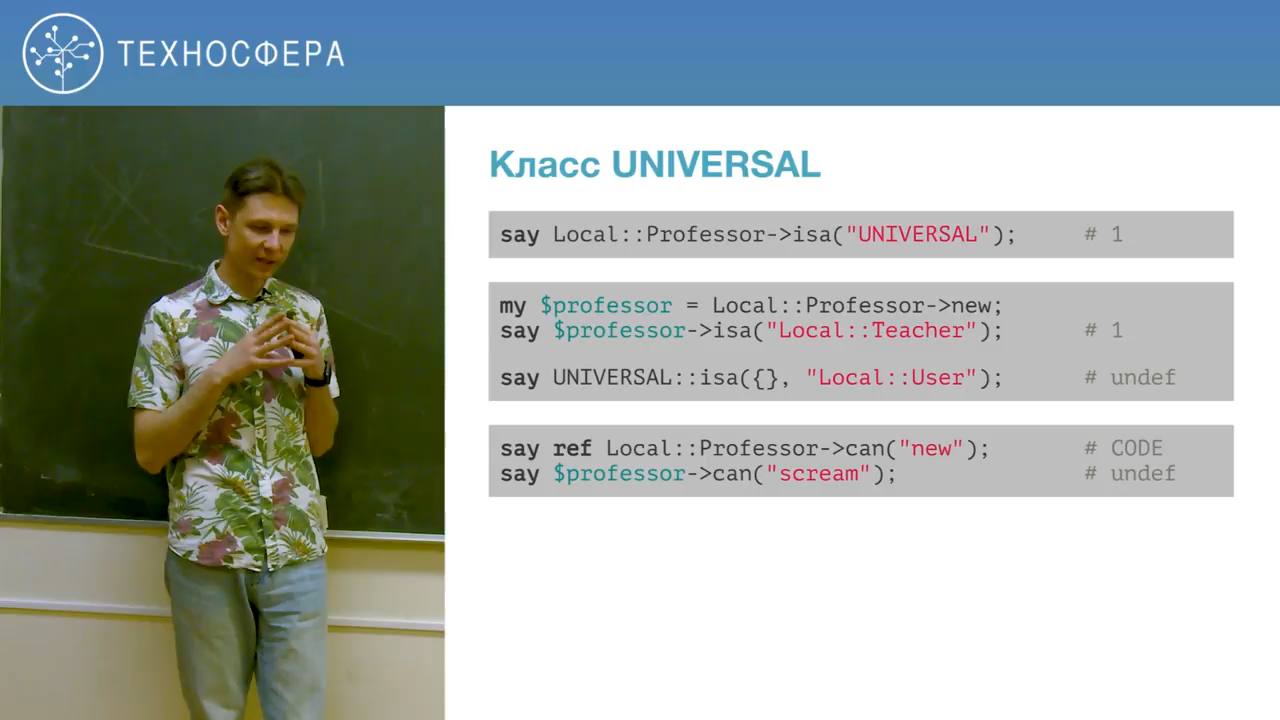 ТЕХНОСФЕРА
Класс UNIVERSAL
say Local::Professor->isa("UNIVERSAL"); # 1
my $professor = Local::Professor->new;
say $professor->isa("Local::Teacher"); # 1
say UNIVERSAL::isa({}, "Local::User"); # undef
say ref Local::Professor->can("new"); # CODE
say $professor->can("scream"); # undef